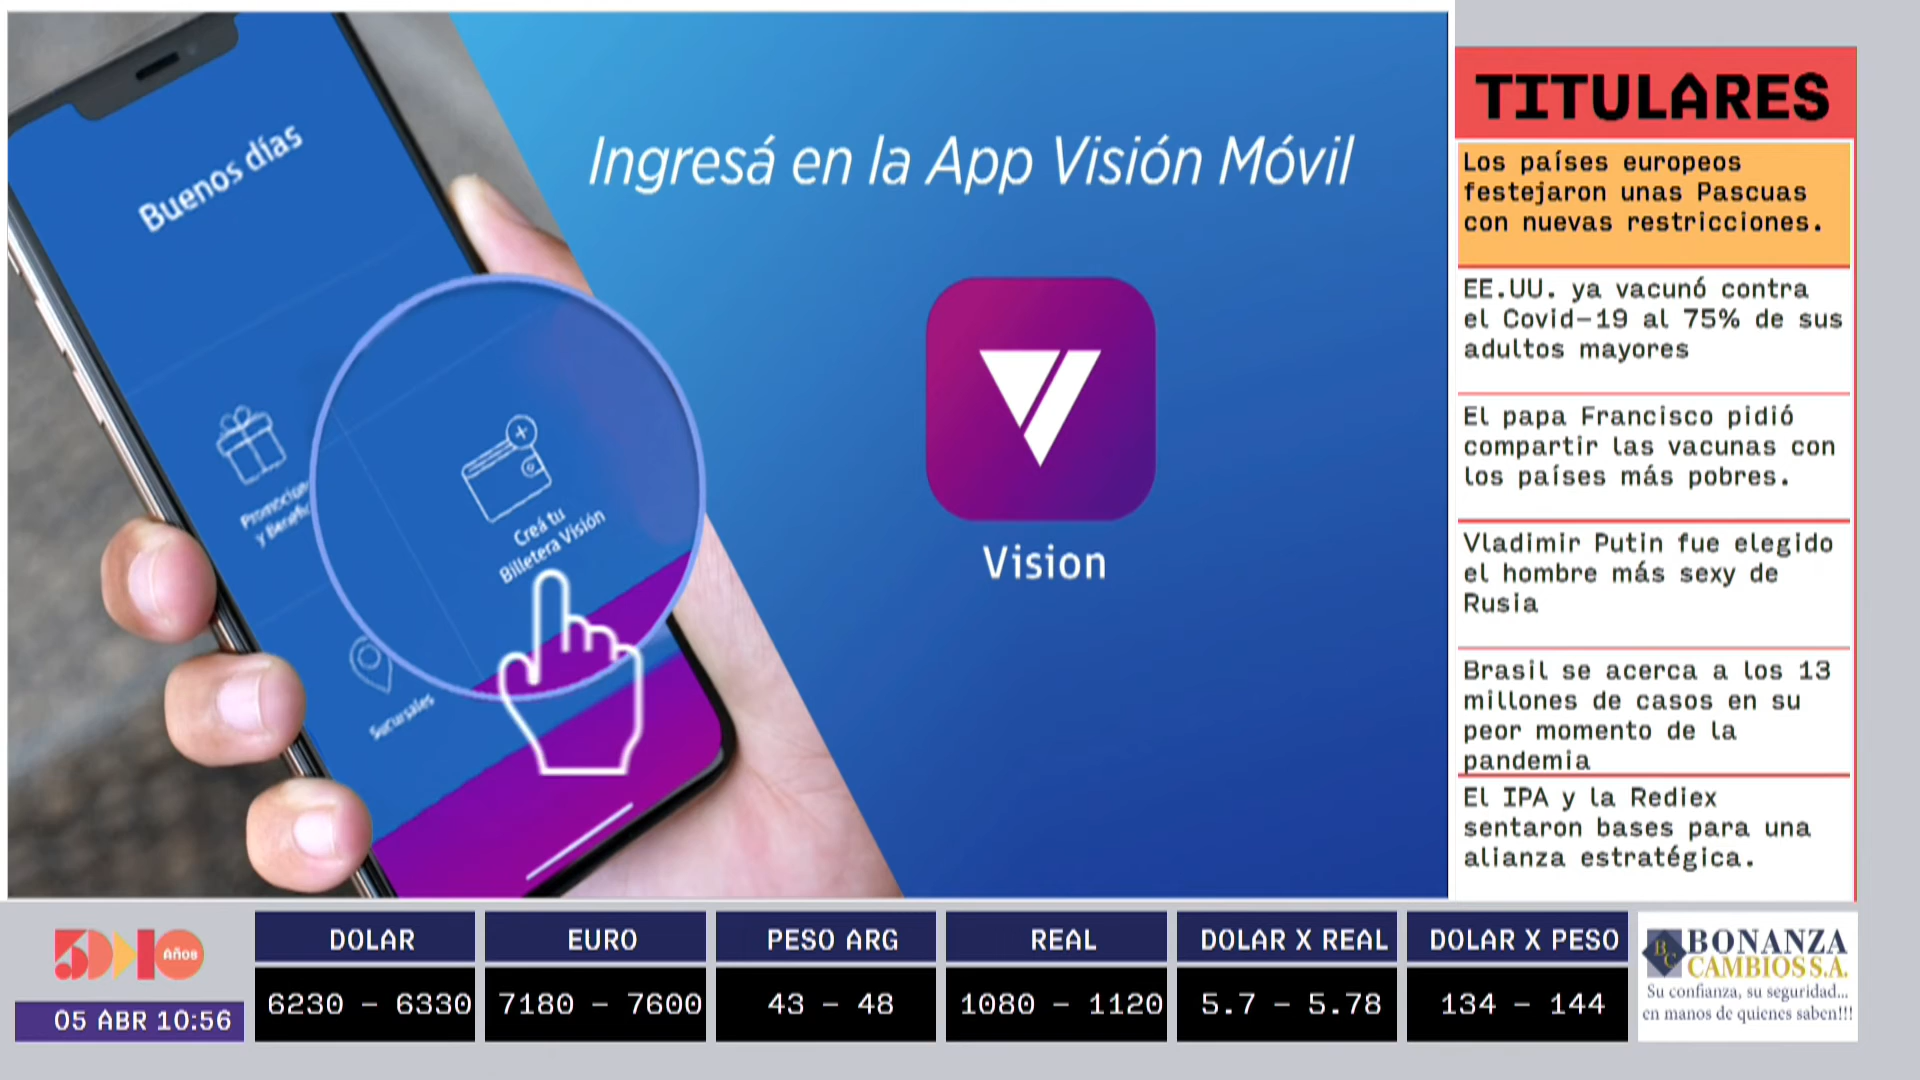 Buenos días
Promociones
y Benefi
Creá tu
Billetera Visión
Sucursales
Ingresá en la App Visión Móvil
Vision
TITULARES
Los países europeos
festejaron unas Pascuas
con nuevas restricciones.
EE.UU. ya vacunó contra
el Covid-19 al 75% de sus
adultos mayores
El papa Francisco pidió
compartir las vacunas con
los países más pobres.
Vladimir Putin fue elegido
el hombre más sexy de
Rusia
Brasil se acerca a los 13
millones de casos en su
peor momento de la
pandemia
El IPA y la Rediex
sentaron bases para una
alianza estratégica.
Años
05 ABR 10:56
DOLAR
6230 - 6330
EURO
7180 - 7600
PESO ARG
43 - 48
REAL
1080 - 1120
DOLAR X REAL
5.7 - 5.78
DOLAR X PESO
134 - 144
BC
BONANZA
CAMBIOS S.A.
Su confianza, su seguridad...
en manos de quienes saben!!!